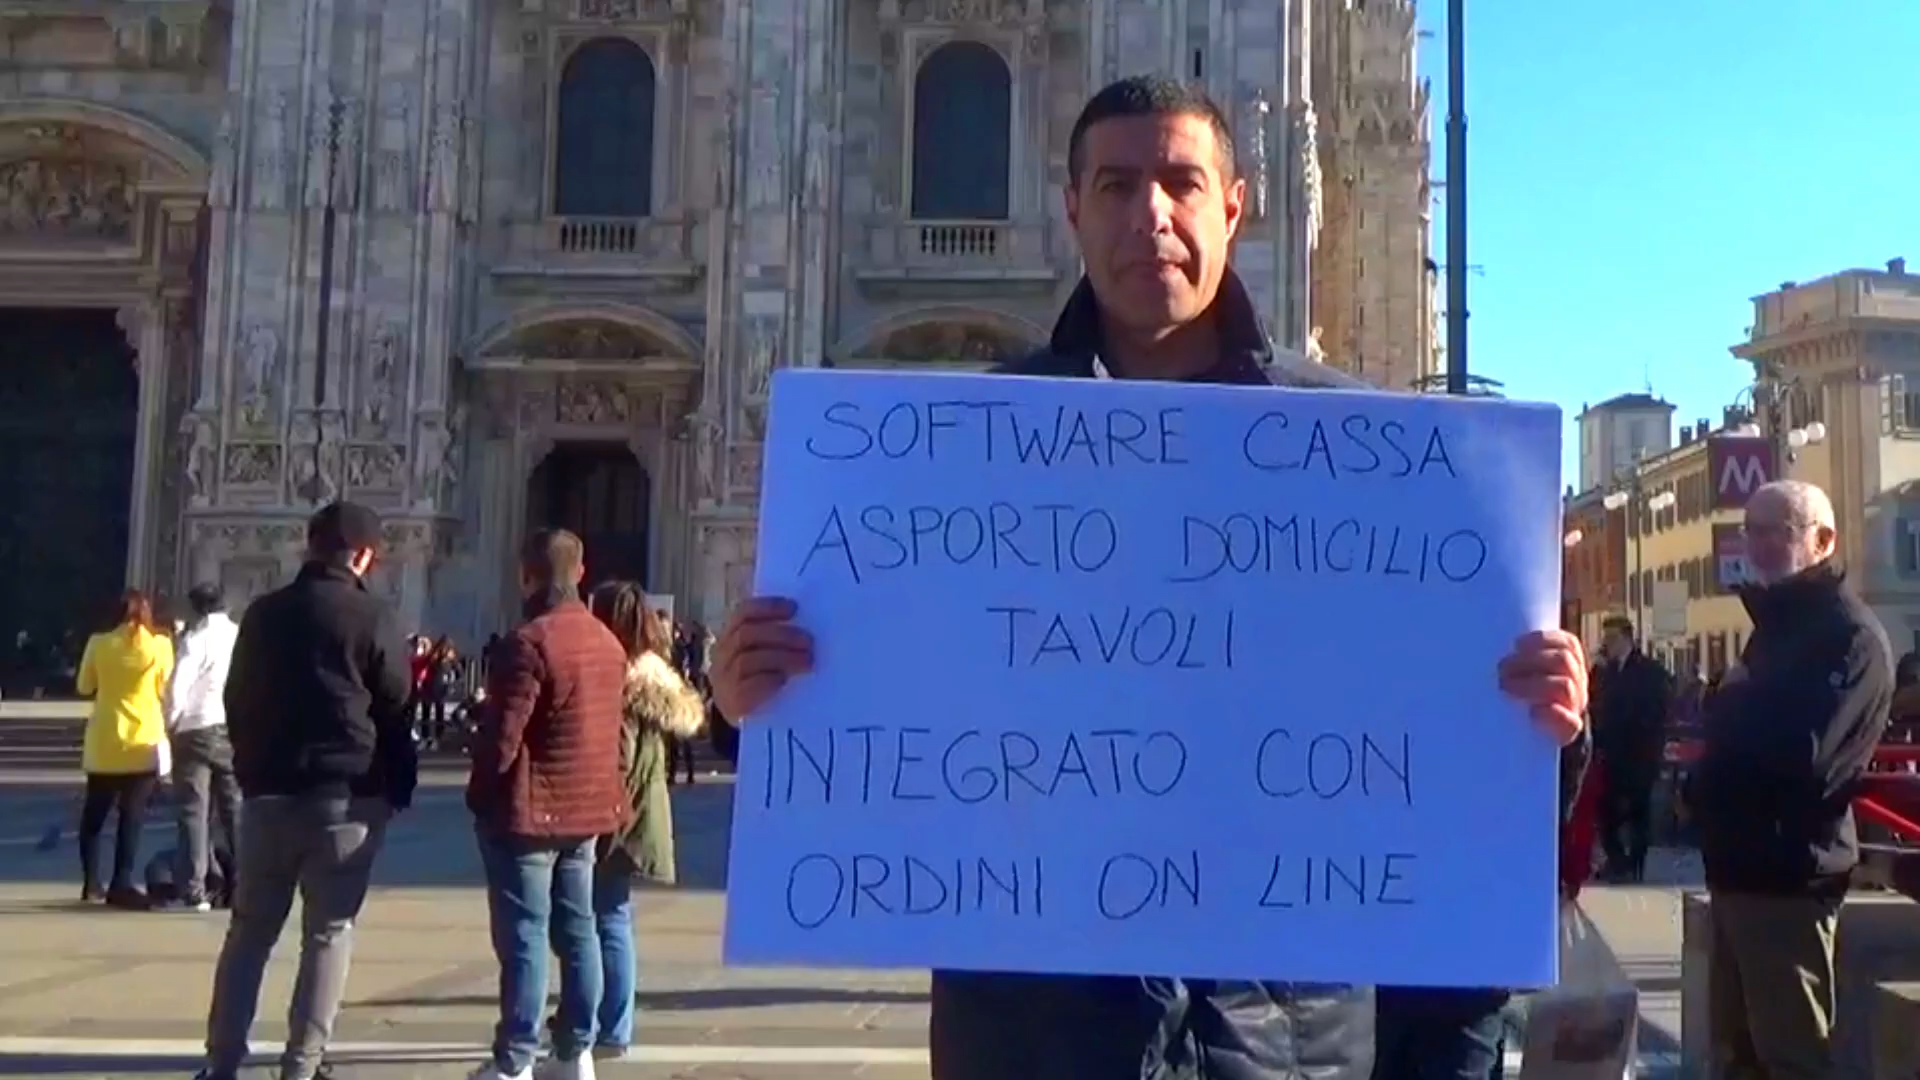 SOFTWARE CASSA
ASPORTO DOMICILIO
TAVOLI
INTEGRATO CON
ORDINI ON LINE
M